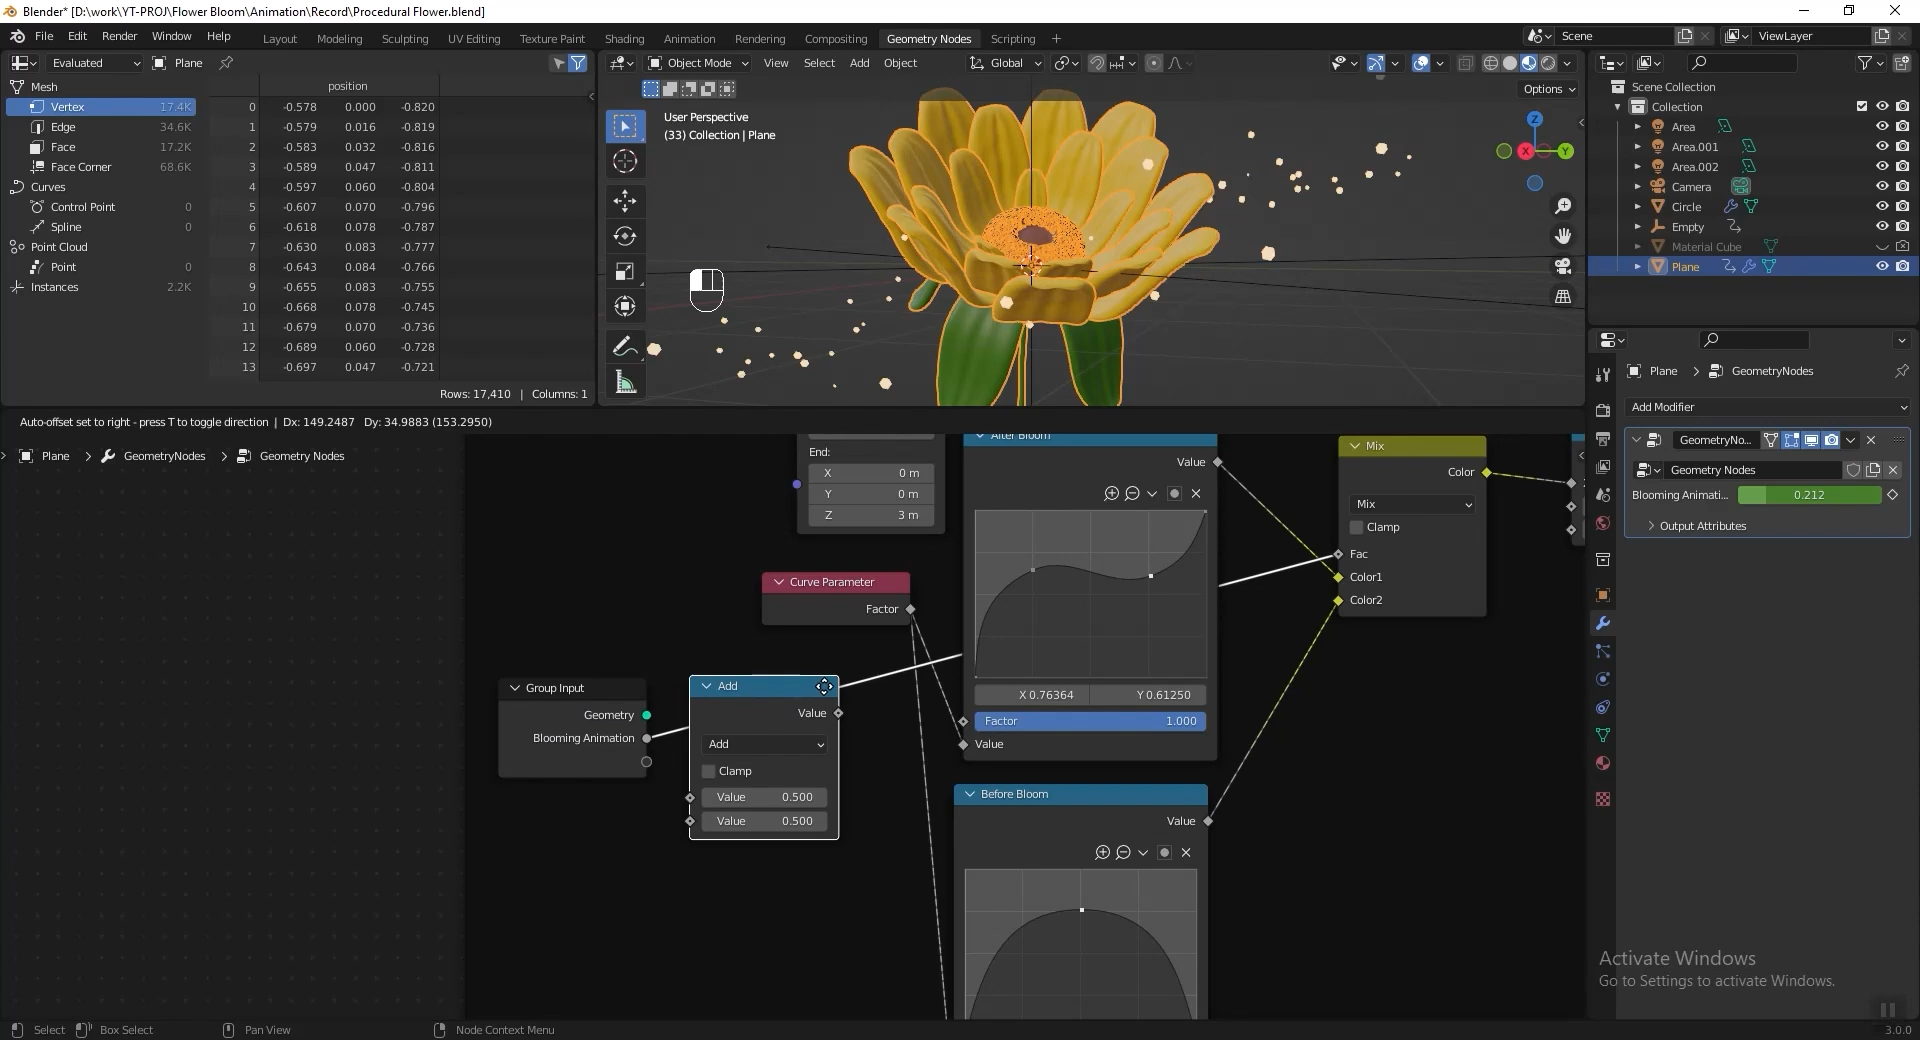 Blender* [D:\work\YT-PROJ\Flower Bloom\Animation\Record\Procedural Flower.blend]
File Edit Render Window Help Layout Modeling Sculpting UV Editing Texture Paint Shading Animation Rendering Compositing Geometry Nodes Scripting + Scene ViewLayer
Evaluated Plane Object Mode View Select Add Object Global
Options
Mesh
Vertex 17.4K
Edge 34.6K
Face 17.2K
Face Corner 68.6K
Curves
Control Point 0
Spline 0
Point Cloud
Point 0
Instances 2.2K
position
0 -0.578 0.000 -0.820
1 -0.579 0.016 -0.819
2 -0.583 0.032 -0.816
3 -0.589 0.047 -0.811
4 -0.597 0.060 -0.804
5 -0.607 0.070 -0.796
6 -0.618 0.078 -0.787
7 -0.630 0.083 -0.777
8 -0.643 0.084 -0.766
9 -0.655 0.083 -0.755
10 -0.668 0.078 -0.745
11 -0.679 0.070 -0.736
12 -0.689 0.060 -0.728
13 -0.697 0.047 -0.721
Rows: 17,410 | Columns: 1
User Perspective
(33) Collection | Plane
Z
X
Y
Scene Collection
Collection
Area
Area.001
Area.002
Camera
Circle
Empty
Material Cube
Plane
Plane > GeometryNodes
Add Modifier
GeometryNo...
Geometry Nodes
Blooming Animati... 0.212
Output Attributes
Auto-offset set to right - press T to toggle direction | Dx: 149.2487 Dy: 34.9883 (153.2950)
Plane > GeometryNodes > Geometry Nodes
End:
X 0 m
Y 0 m
Z 3 m
Curve Parameter
Factor
Group Input
Geometry
Blooming Animation
Add
Value
Add
Clamp
Value 0.500
Value 0.500
After Bloom
Value
X 0.76364 Y 0.61250
Factor 1.000
Value
Before Bloom
Value
Mix
Color
Mix
Clamp
Fac
Color1
Color2
Activate Windows
Go to Settings to activate Windows.
Select Box Select Pan View Node Context Menu 3.0.0